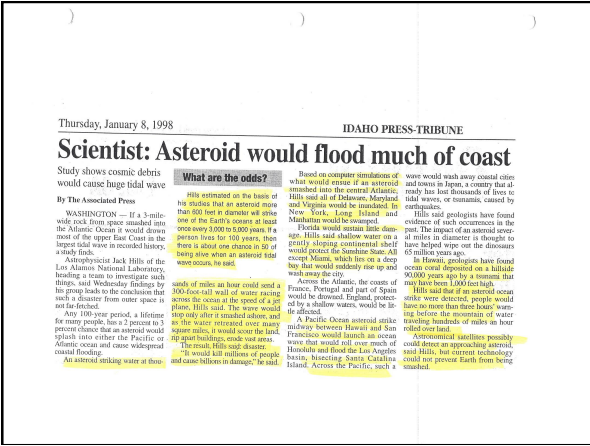 Thursday, January 8, 1998
IDAHO PRESS-TRIBUNE
Scientist: Asteroid would flood much of coast
Study shows cosmic debris
would cause huge tidal wave
By The Associated Press
WASHINGTON — If a 3-mile-
wide rock from space smashed into
the Atlantic Ocean it would drown
most of the upper East Coast in the
largest tidal wave in recorded history,
a study finds.
Astrophysicist Jack Hills of the
Los Alamos National Laboratory,
heading a team to investigate such
things, said Wednesday findings by
his group leads to the conclusion that
such a disaster from outer space is
not far-fetched.
Any 100-year period, a lifetime
for many people, has a 2 percent to 3
percent chance that an asteroid would
splash into either the Pacific or
Atlantic ocean and cause widespread
coastal flooding.
An asteroid striking water at thou-
What are the odds?
Hills estimated on the basis of
his studies that an asteroid more
than 600 feet in diameter will strike
one of the Earth's oceans at least
once every 3,000 to 5,000 years. If a
person lives for 100 years, then
there is about one chance in 50 of
being alive when an asteroid tidal
wave occurs, he said.
sands of miles an hour could send a
300-foot-tall wall of water racing
across the ocean at the speed of a jet
plane, Hills said. The wave would
stop only after it smashed ashore, and
as the water retreated over many
square miles, it would scour the land,
rip apart buildings, erode vast areas.
The result, Hills said: disaster.
"It would kill millions of people
and cause billions in damage," he said.
Based on computer simulations of
what would ensue if an asteroid
smashed into the central Atlantic,
Hills said all of Delaware, Maryland
and Virginia would be inundated. In
New York, Long Island and
Manhattan would be swamped.
Florida would sustain little dam-
age. Hills said shallow water on a
gently sloping continental shelf
would protect the Sunshine State. All
except Miami, which lies on a deep
bay that would suddenly rise up and
wash away the city.
Across the Atlantic, the coasts of
France, Portugal and part of Spain
would be drowned. England, protect-
ed by a shallow waters, would be lit-
tle affected.
A Pacific Ocean asteroid strike
midway between Hawaii and San
Francisco would launch an ocean
wave that would roll over much of
Honolulu and flood the Los Angeles
basin, bisecting Santa Catalina
Island. Across the Pacific, such a
wave would wash away coastal cities
and towns in Japan, a country that al-
ready has lost thousands of lives to
tidal waves, or tsunamis, caused by
earthquakes.
Hills said geologists have found
evidence of such occurrences in the
past. The impact of an asteroid sever-
al miles in diameter is thought to
have helped wipe out the dinosaurs
65 million years ago.
In Hawaii, geologists have found
ocean coral deposited on a hillside
90,000 years ago by a tsunami that
may have been 1,000 feet high.
Hills said that if an asteroid ocean
strike were detected, people would
have no more than three hours' warn-
ing before the mountain of water
traveling hundreds of miles an hour
rolled over land.
Astronomical satellites possibly
could detect an approaching asteroid,
said Hills, but current technology
could not prevent Earth from being
smashed.